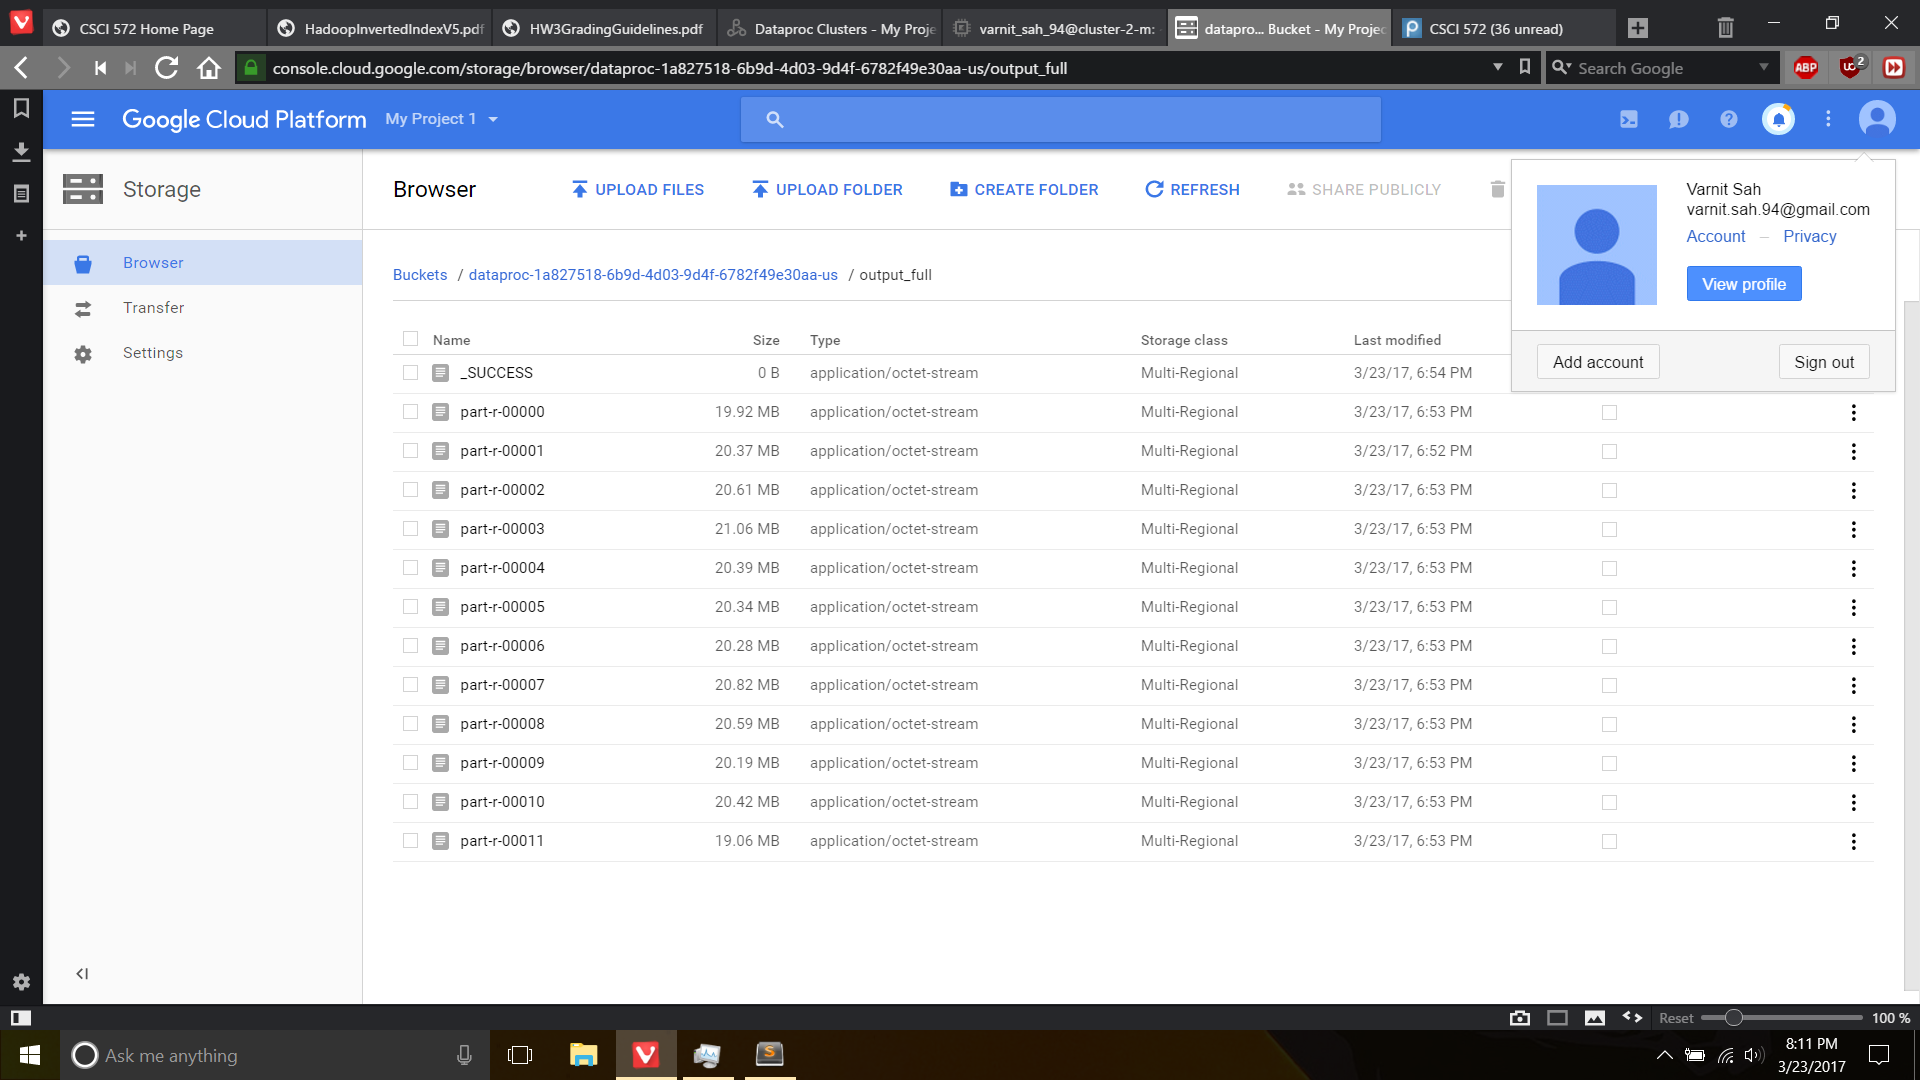 CSCI 572 Home Page
HadoopInvertedIndexV5.pdf
HW3GradingGuidelines.pdf
Dataproc Clusters - My Proje
varnit_sah_94@cluster-2-m:
datapro... Bucket - My Projec
CSCI 572 (36 unread)
console.cloud.google.com/storage/browser/dataproc-1a827518-6b9d-4d03-9d4f-6782f49e30aa-us/output_full
Search Google
ABP
2
Google Cloud Platform
My Project 1
Storage
Browser
UPLOAD FILES
UPLOAD FOLDER
CREATE FOLDER
REFRESH
SHARE PUBLICLY
Varnit Sah
varnit.sah.94@gmail.com
Account – Privacy
View profile
Add account
Sign out
Browser
Transfer
Settings
Buckets / dataproc-1a827518-6b9d-4d03-9d4f-6782f49e30aa-us / output_full
Name Size Type Storage class Last modified
_SUCCESS 0 B application/octet-stream Multi-Regional 3/23/17, 6:54 PM
part-r-00000 19.92 MB application/octet-stream Multi-Regional 3/23/17, 6:53 PM
part-r-00001 20.37 MB application/octet-stream Multi-Regional 3/23/17, 6:52 PM
part-r-00002 20.61 MB application/octet-stream Multi-Regional 3/23/17, 6:53 PM
part-r-00003 21.06 MB application/octet-stream Multi-Regional 3/23/17, 6:53 PM
part-r-00004 20.39 MB application/octet-stream Multi-Regional 3/23/17, 6:53 PM
part-r-00005 20.34 MB application/octet-stream Multi-Regional 3/23/17, 6:53 PM
part-r-00006 20.28 MB application/octet-stream Multi-Regional 3/23/17, 6:53 PM
part-r-00007 20.82 MB application/octet-stream Multi-Regional 3/23/17, 6:53 PM
part-r-00008 20.59 MB application/octet-stream Multi-Regional 3/23/17, 6:53 PM
part-r-00009 20.19 MB application/octet-stream Multi-Regional 3/23/17, 6:53 PM
part-r-00010 20.42 MB application/octet-stream Multi-Regional 3/23/17, 6:53 PM
part-r-00011 19.06 MB application/octet-stream Multi-Regional 3/23/17, 6:53 PM
Reset
100 %
Ask me anything
8:11 PM
3/23/2017